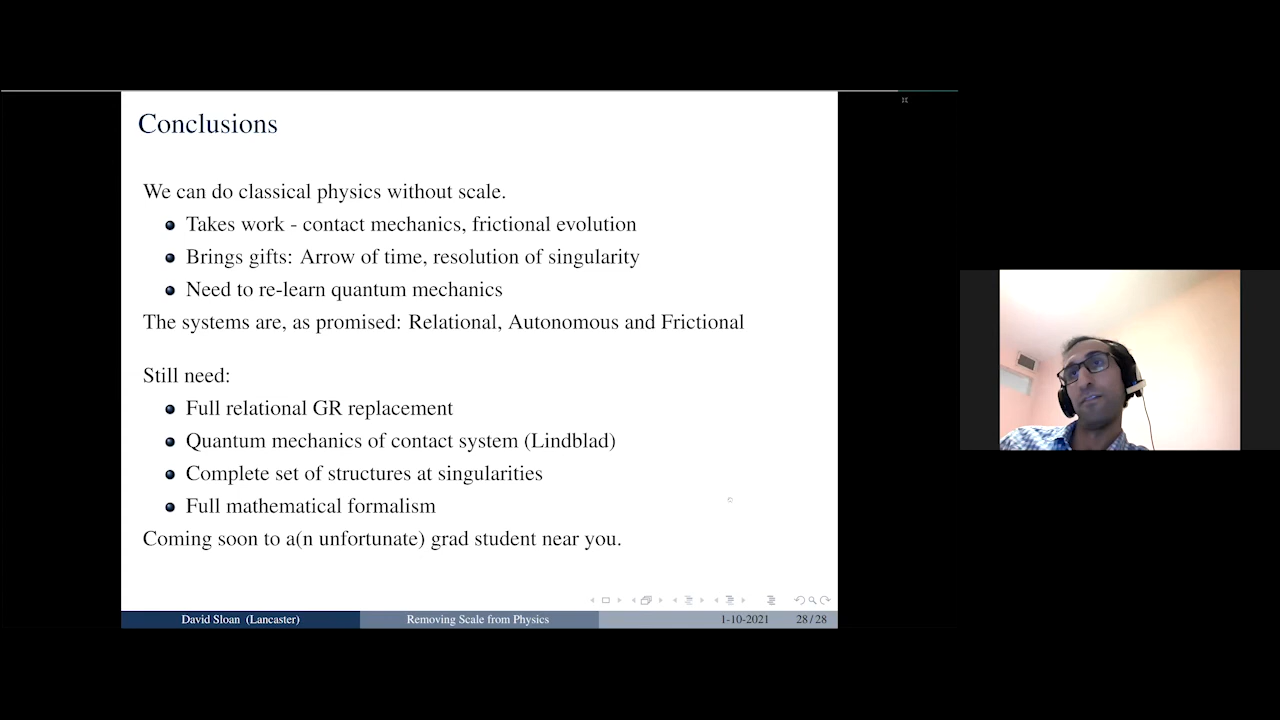 Conclusions
We can do classical physics without scale.
Takes work - contact mechanics, frictional evolution
Brings gifts: Arrow of time, resolution of singularity
Need to re-learn quantum mechanics
The systems are, as promised: Relational, Autonomous and Frictional
Still need:
Full relational GR replacement
Quantum mechanics of contact system (Lindblad)
Complete set of structures at singularities
Full mathematical formalism
Coming soon to a(n unfortunate) grad student near you.
David Sloan (Lancaster) Removing Scale from Physics 1-10-2021 28/28